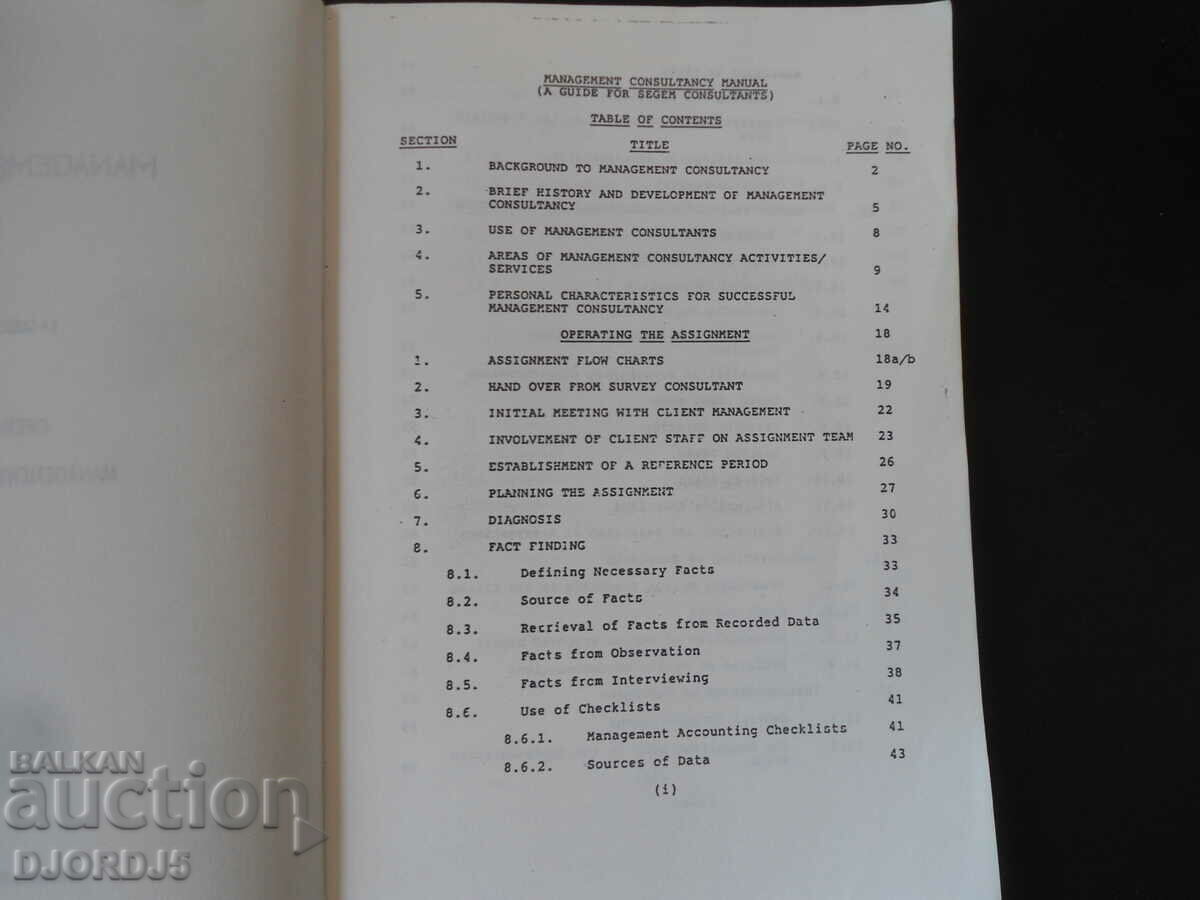 MANAGEM
MANAGEMENT CONSULTANCY MANUAL
(A GUIDE FOR SEGEM CONSULTANTS)
TABLE OF CONTENTS
SECTION TITLE PAGE NO.
1. BACKGROUND TO MANAGEMENT CONSULTANCY 2
2. BRIEF HISTORY AND DEVELOPMENT OF MANAGEMENT
CONSULTANCY 5
3. USE OF MANAGEMENT CONSULTANTS 8
4. AREAS OF MANAGEMENT CONSULTANCY ACTIVITIES/
SERVICES 9
5. PERSONAL CHARACTERISTICS FOR SUCCESSFUL
MANAGEMENT CONSULTANCY 14
OPERATING THE ASSIGNMENT 18
1. ASSIGNMENT FLOW CHARTS 18a/b
2. HAND OVER FROM SURVEY CONSULTANT 19
3. INITIAL MEETING WITH CLIENT MANAGEMENT 22
4. INVOLVEMENT OF CLIENT STAFF ON ASSIGNMENT TEAM 23
5. ESTABLISHMENT OF A REFERENCE PERIOD 26
6. PLANNING THE ASSIGNMENT 27
7. DIAGNOSIS 30
8. FACT FINDING 33
8.1. Defining Necessary Facts 33
8.2. Source of Facts 34
8.3. Retrieval of Facts from Recorded Data 35
8.4. Facts from Observation 37
8.5. Facts from Interviewing 38
8.6. Use of Checklists 41
8.6.1. Management Accounting Checklists 41
8.6.2. Sources of Data 43
(i)
BALKAN
auction
DJORDJ5